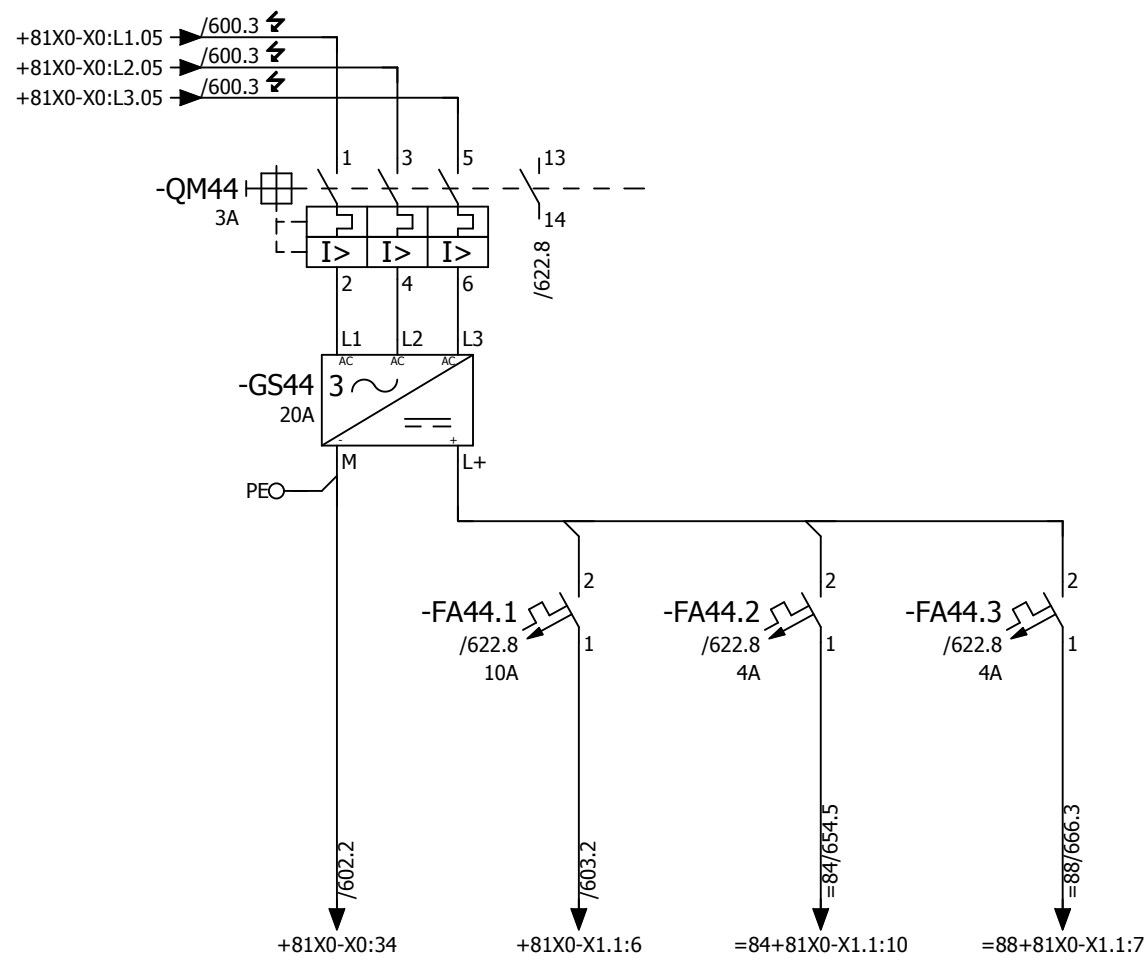 +81X0-X0:L1.05 /600.3
+81X0-X0:L2.05 /600.3
+81X0-X0:L3.05 /600.3
1 3 5 13
-QM44
3A
14
I> I> I>
/622.8
2 4 6
L1 L2 L3
AC AC AC
-GS44 3
20A
- +
M L+
PE
2 2 2
-FA44.1 -FA44.2 -FA44.3
/622.8 /622.8 /622.8
1 1 1
10A 4A 4A
/602.2 /603.2 =84/654.5 =88/666.3
+81X0-X0:34 +81X0-X1.1:6 =84+81X0-X1.1:10 =88+81X0-X1.1:7